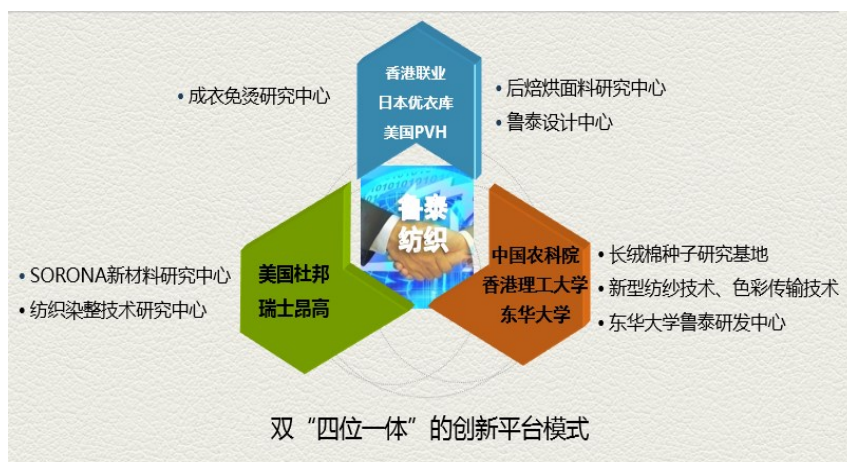 香港联业
日本优衣库
美国PVH
• 成衣免烫研究中心
• 后焙烘面料研究中心
• 鲁泰设计中心
鲁泰
纺织
美国杜邦
瑞士昂高
• SORONA新材料研究中心
• 纺织染整技术研究中心
中国农科院
香港理工大学
东华大学
• 长绒棉种子研究基地
• 新型纺纱技术、色彩传输技术
• 东华大学鲁泰研发中心
双“四位一体”的创新平台模式